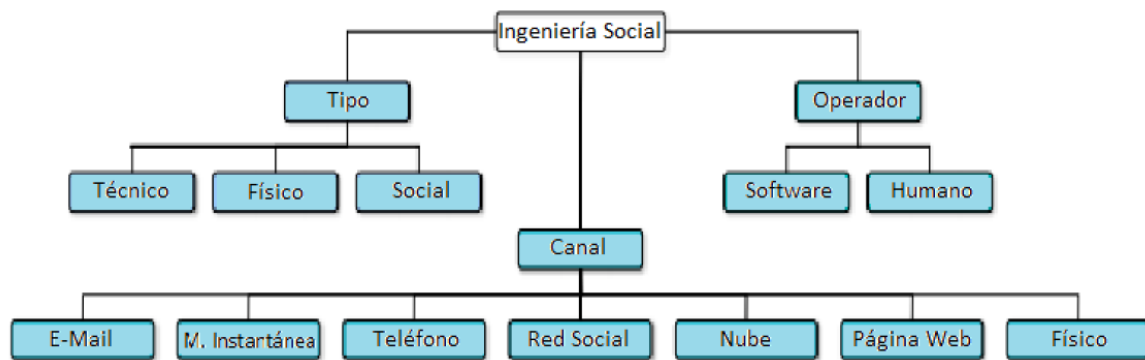 Ingeniería Social
Tipo
Operador
Técnico
Físico
Social
Software
Humano
Canal
E-Mail
M. Instantánea
Teléfono
Red Social
Nube
Página Web
Físico